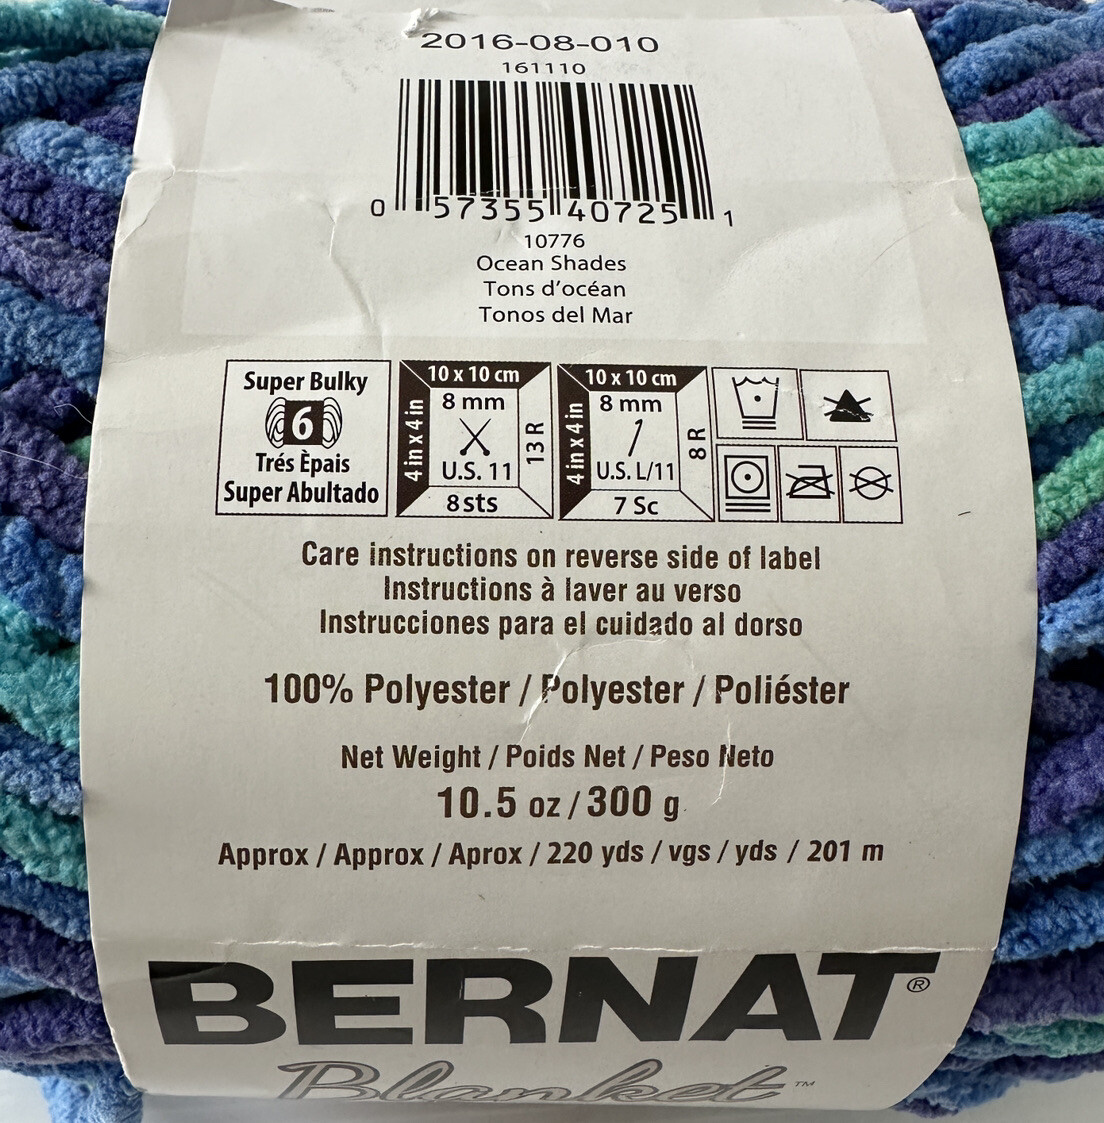 2016-08-010
161110
0 57355 40725 1
10776
Ocean Shades
Tons d’océan
Tonos del Mar
Super Bulky
6
Trés Èpais
Super Abultado
10 x 10 cm
4 in x 4 in
8 mm
U.S. 11
13 R
8 sts
10 x 10 cm
4 in x 4 in
8 mm
U.S. L/11
8 R
7 Sc
Care instructions on reverse side of label
Instructions à laver au verso
Instrucciones para el cuidado al dorso
100% Polyester / Polyester / Poliéster
Net Weight / Poids Net / Peso Neto
10.5 oz / 300 g
Approx / Approx / Aprox / 220 yds / vgs / yds / 201 m
BERNAT®
Blanket™